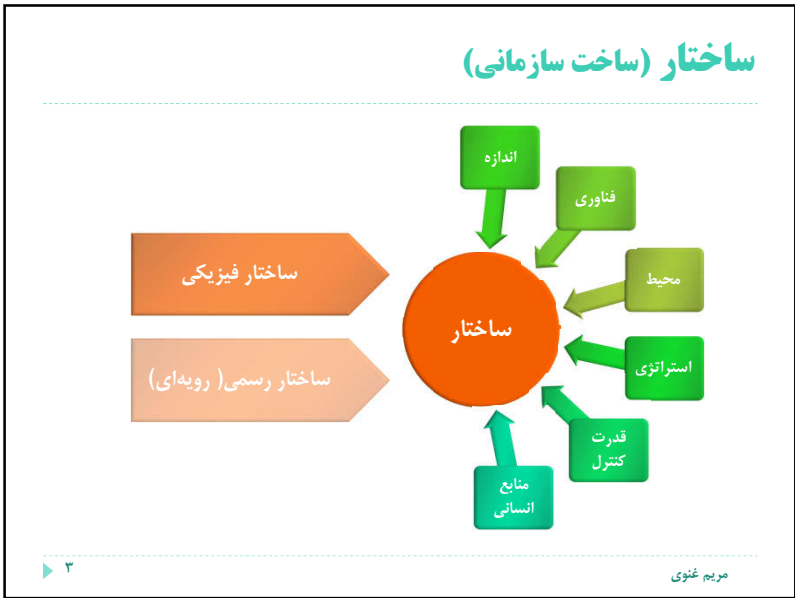 ساختار (ساخت سازمانی)
اندازه
فناوری
محیط
استراتژی
قدرت
کنترل
منابع
انسانی
ساختار
ساختار فیزیکی
ساختار رسمی( رویه‌ای)
مریم غنوی
۳